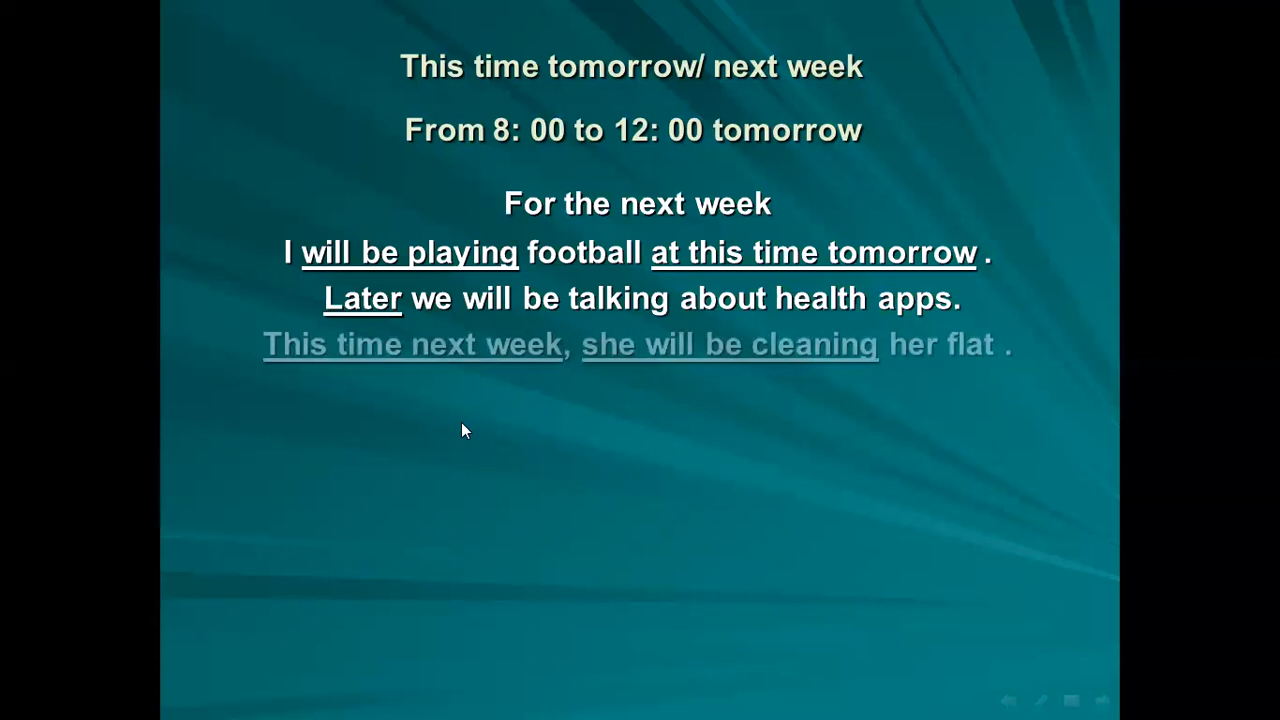 This time tomorrow/ next week
From 8: 00 to 12: 00 tomorrow
For the next week
I will be playing football at this time tomorrow .
Later we will be talking about health apps.
This time next week, she will be cleaning her flat .